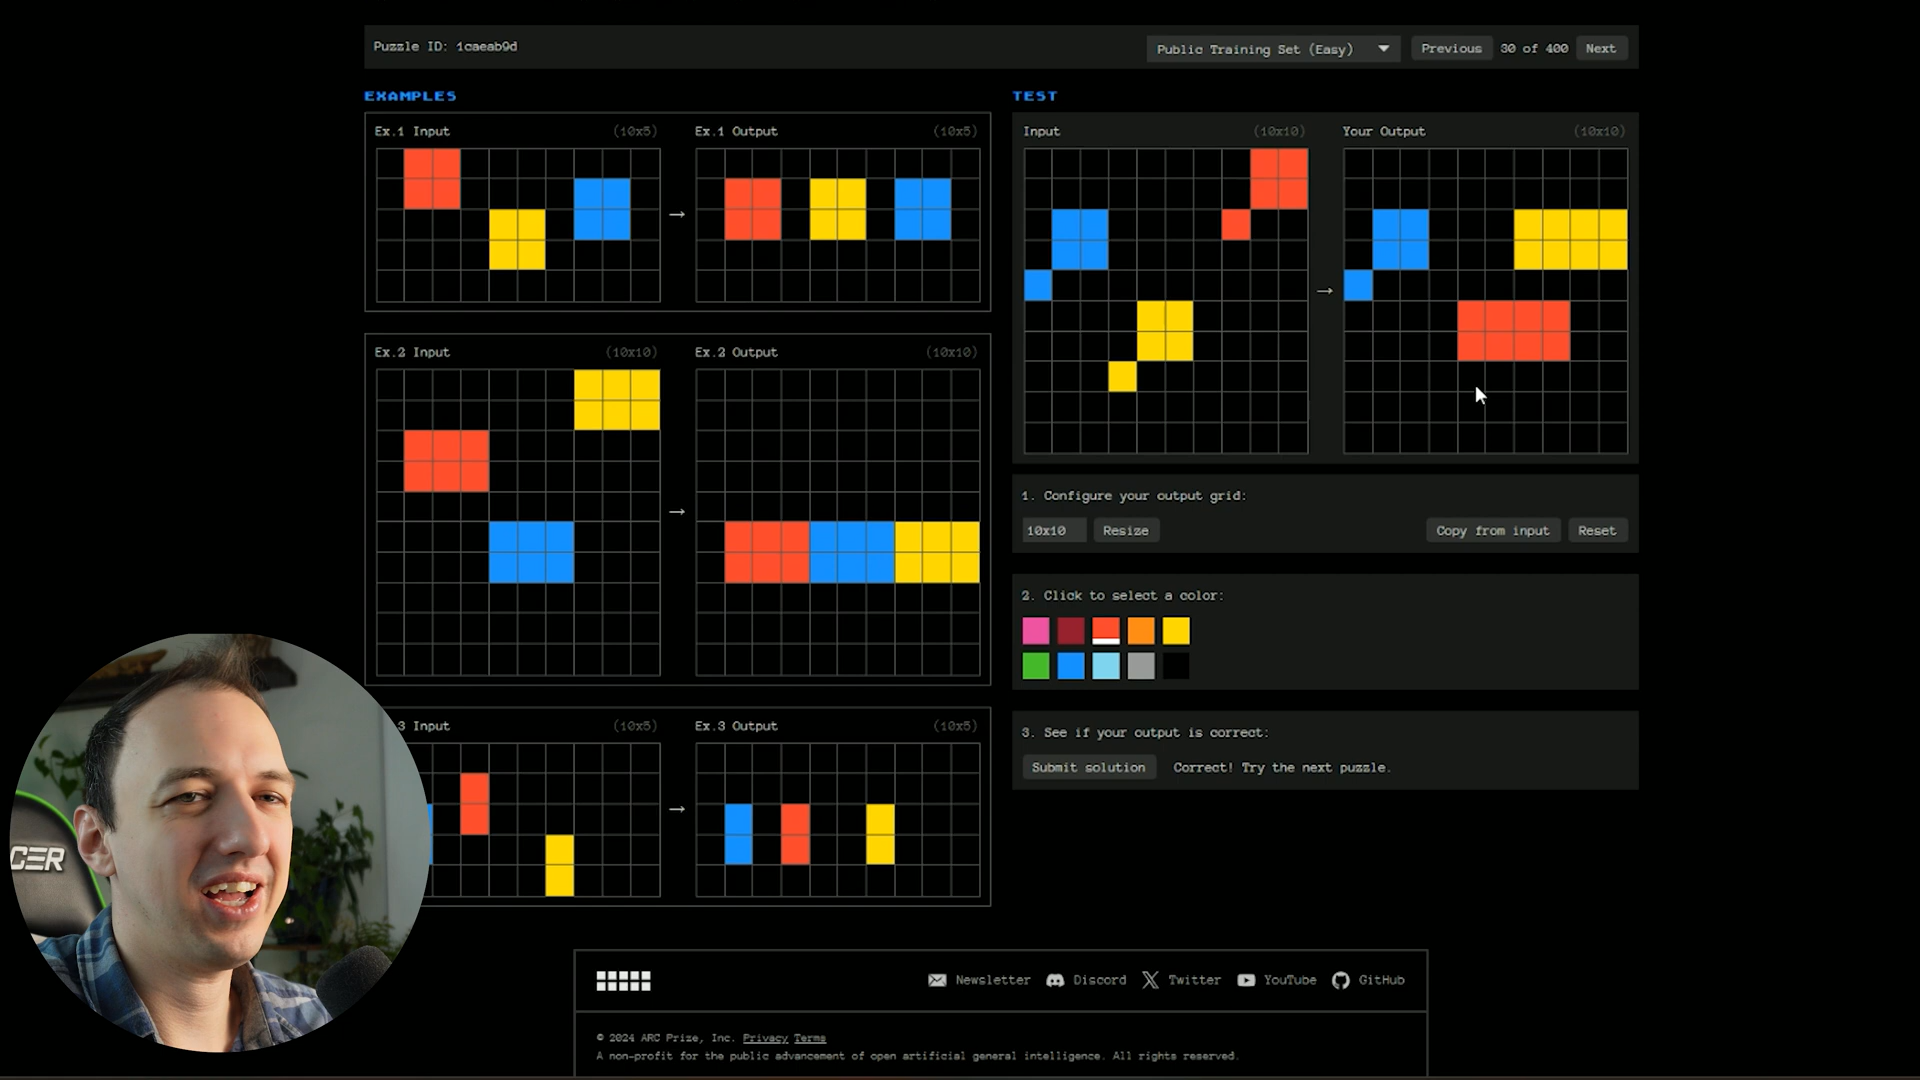 Puzzle ID: 1caeab9d
Public Training Set (Easy)
Previous
30 of 400
Next
EXAMPLES
Ex.1 Input
(10x5)
Ex.1 Output
(10x5)
Ex.2 Input
(10x10)
Ex.2 Output
(10x10)
3 Input
(10x5)
Ex.3 Output
(10x5)
TEST
Input
(10x10)
Your Output
(10x10)
1. Configure your output grid:
10x10
Resize
Copy from input
Reset
2. Click to select a color:
3. See if your output is correct:
Submit solution
Correct! Try the next puzzle.
CER
Newsletter
Discord
Twitter
YouTube
GitHub
© 2024 ARC Prize, Inc. Privacy Terms
A non-profit for the public advancement of open artificial general intelligence. All rights reserved.